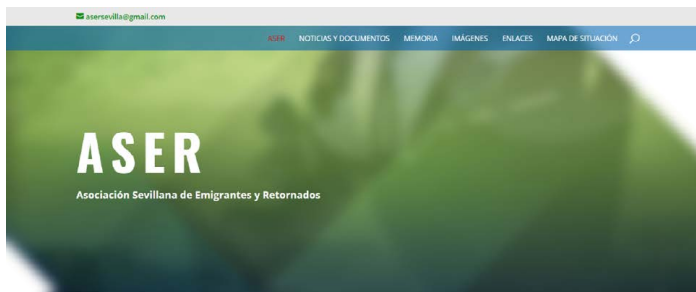 asersevilla@gmail.com
ASER NOTICIAS Y DOCUMENTOS MEMORIA IMÁGENES ENLACES MAPA DE SITUACIÓN
ASER
Asociación Sevillana de Emigrantes y Retornados